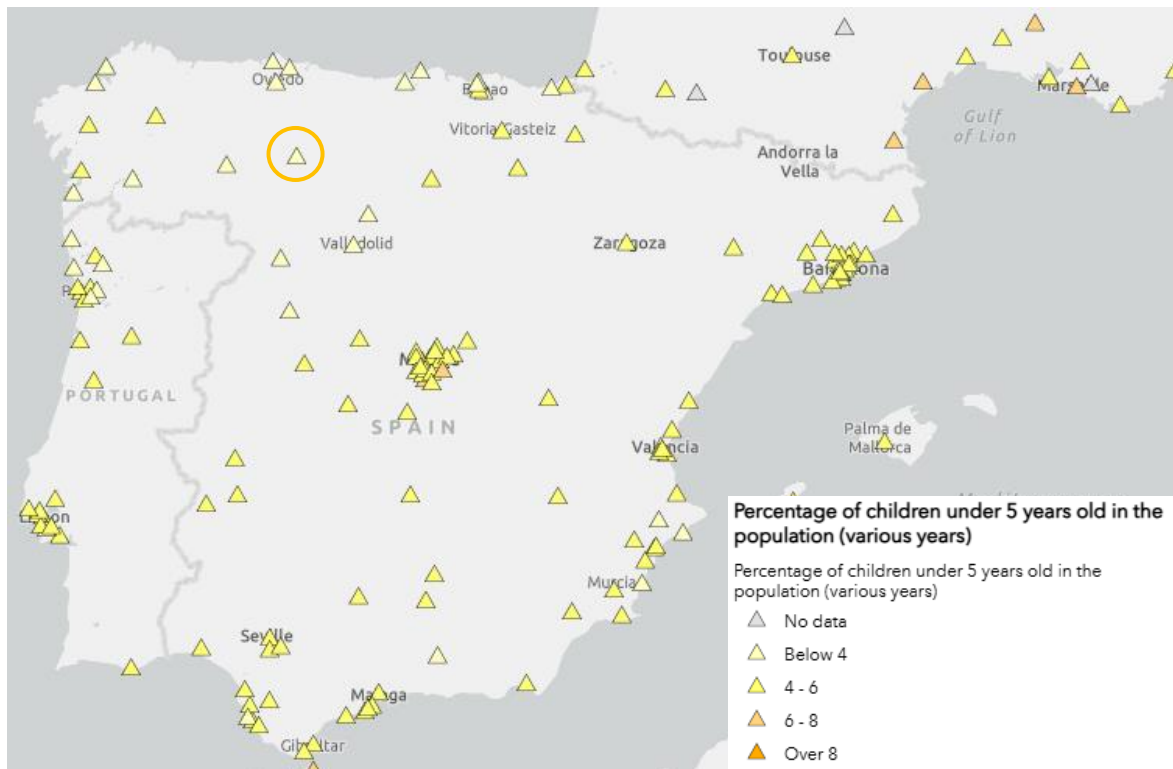 Toulouse
Marseille
Gulf
of Lion
Oviedo
Bilbao
Vitoria-Gasteiz
Andorra la
Vella
Valladolid
Zaragoza
Barcelona
PORTUGAL
SPAIN
Palma de
Mallorca
Valencia
Lisbon
Murcia
Seville
Malaga
Gibraltar
Percentage of children under 5 years old in the
population (various years)
Percentage of children under 5 years old in the
population (various years)
No data
Below 4
4 - 6
6 - 8
Over 8